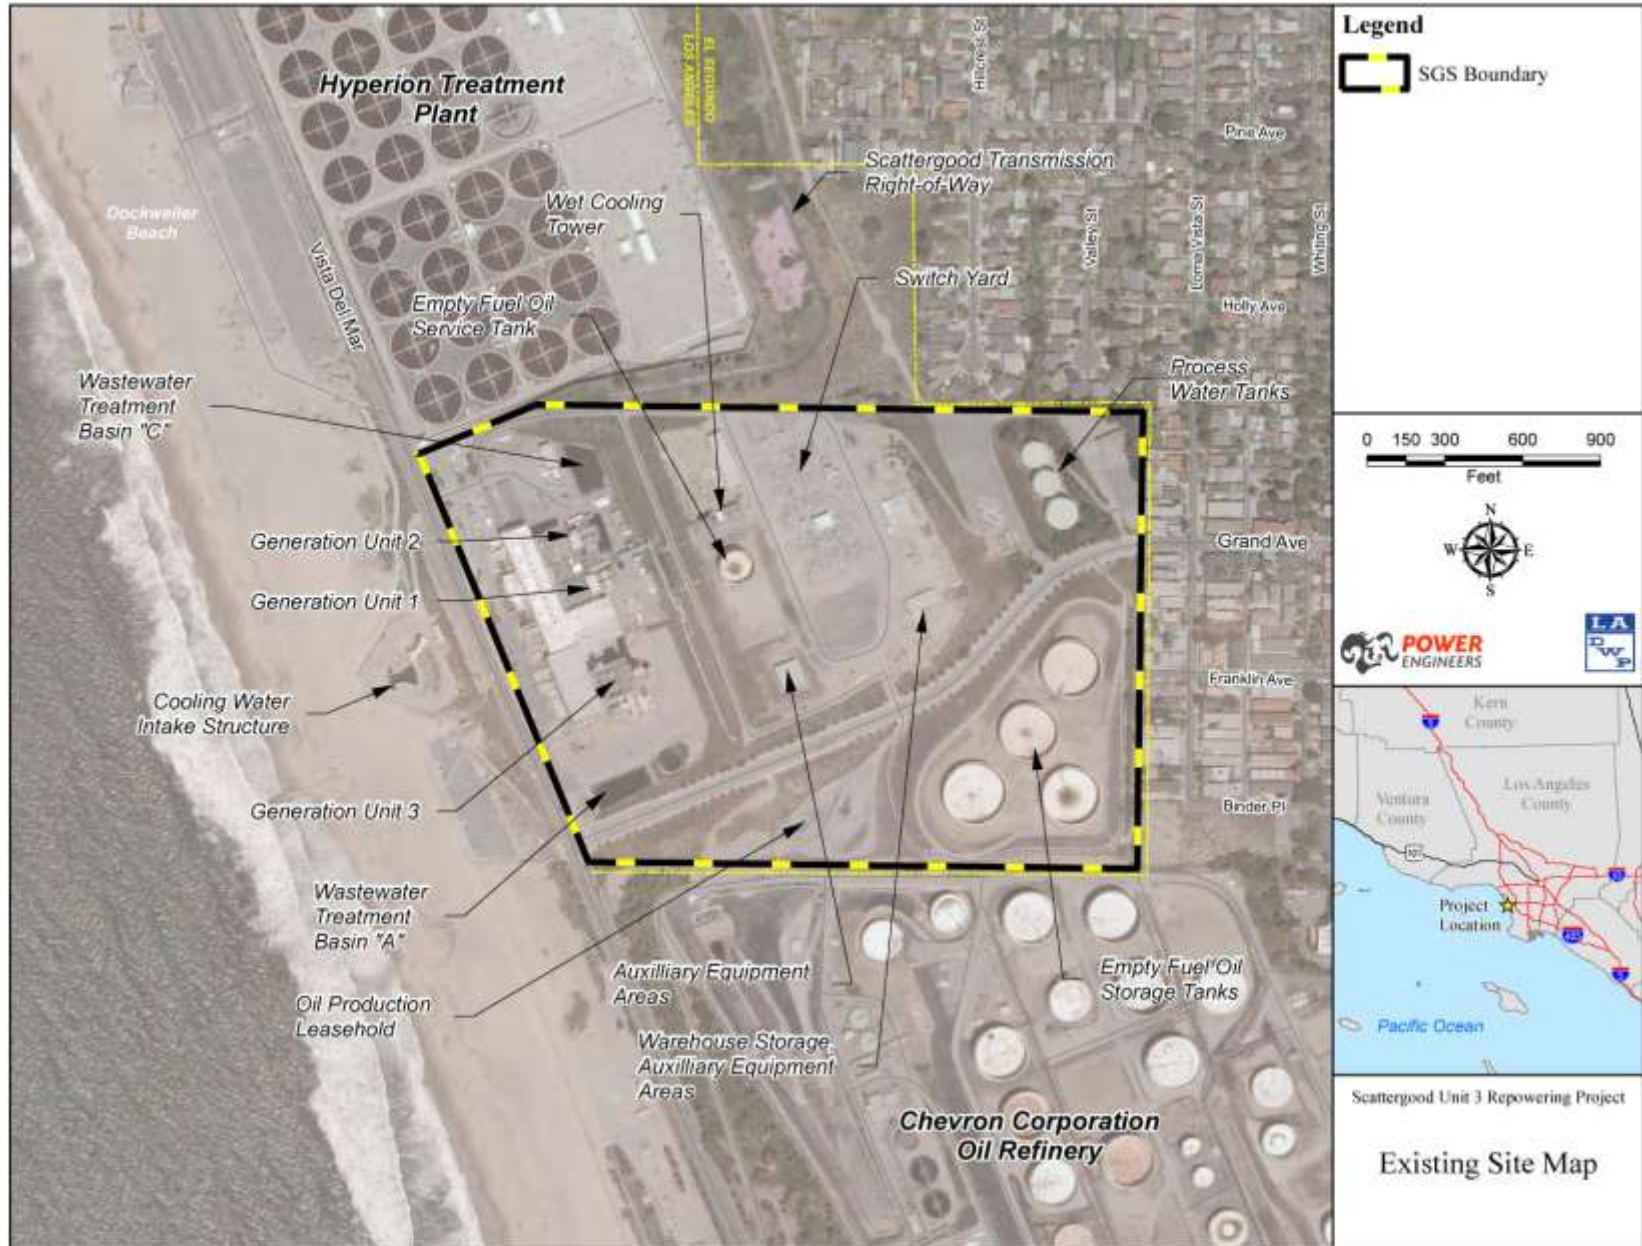 Hyperion Treatment
Plant
EL SEGUNDO
LOS ANGELES
Hillcrest St
Pine Ave
Scattergood Transmission
Right-of-Way
Wet Cooling
Tower
Dockweiler
Beach
Vista Del Mar
Valley St
Loma Vista St
Whiting St
Switch Yard
Empty Fuel Oil
Service Tank
Holly Ave
Wastewater
Treatment
Basin "C"
Process
Water Tanks
Generation Unit 2
Grand Ave
Generation Unit 1
Cooling Water
Intake Structure
Franklin Ave
Generation Unit 3
Binder Pl
Wastewater
Treatment
Basin "A"
Oil Production
Leasehold
Auxilliary Equipment
Areas
Warehouse Storage,
Auxilliary Equipment
Areas
Empty Fuel Oil
Storage Tanks
Chevron Corporation
Oil Refinery
Legend
SGS Boundary
0 150 300 600 900
Feet
N
W E
S
POWER
ENGINEERS
LA
DWP
Kern
County
5
Ventura
County
Los Angeles
County
101
Project
Location
405
5
Pacific Ocean
Scattergood Unit 3 Repowering Project
Existing Site Map